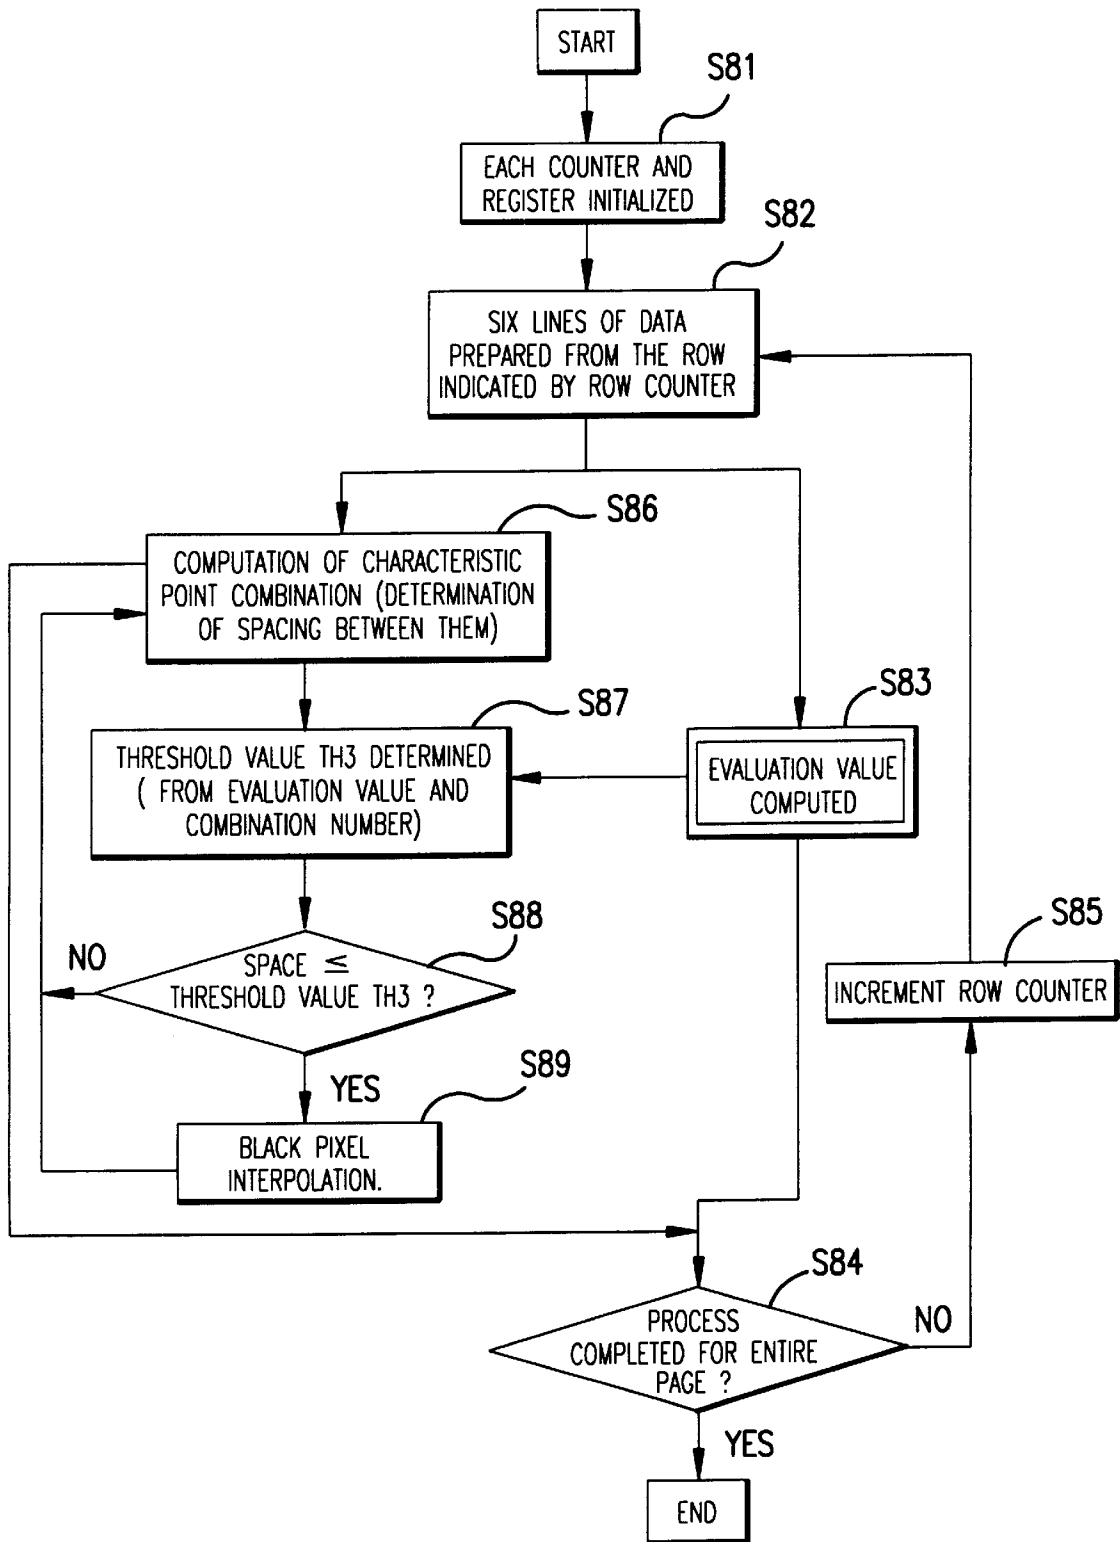 START
S81
EACH COUNTER AND
REGISTER INITIALIZED
S82
SIX LINES OF DATA
PREPARED FROM THE ROW
INDICATED BY ROW COUNTER
S86
COMPUTATION OF CHARACTERISTIC
POINT COMBINATION (DETERMINATION
OF SPACING BETWEEN THEM)
S87
THRESHOLD VALUE TH3 DETERMINED
( FROM EVALUATION VALUE AND
COMBINATION NUMBER)
S83
EVALUATION VALUE
COMPUTED
S88
NO
SPACE ≤
THRESHOLD VALUE TH3 ?
S85
INCREMENT ROW COUNTER
YES
S89
BLACK PIXEL
INTERPOLATION.
S84
PROCESS
COMPLETED FOR ENTIRE
PAGE ?
NO
YES
END